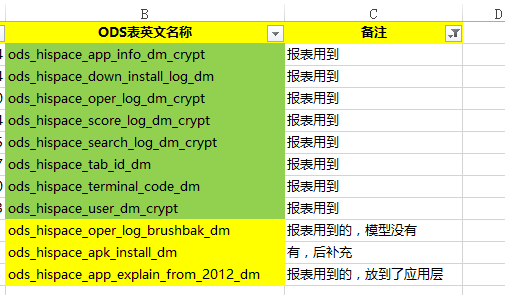 B C D
ODS表英文名称 备注
ods_hispace_app_info_dm_crypt 报表用到
ods_hispace_down_install_log_dm 报表用到
ods_hispace_oper_log_dm_crypt 报表用到
ods_hispace_score_log_dm_crypt 报表用到
ods_hispace_search_log_dm_crypt 报表用到
ods_hispace_tab_id_dm 报表用到
ods_hispace_terminal_code_dm 报表用到
ods_hispace_user_dm_crypt 报表用到
ods_hispace_oper_log_brushbak_dm 报表用到的，模型没有
ods_hispace_apk_install_dm 有，后补充
ods_hispace_app_explain_from_2012_dm 报表用到的，放到了应用层